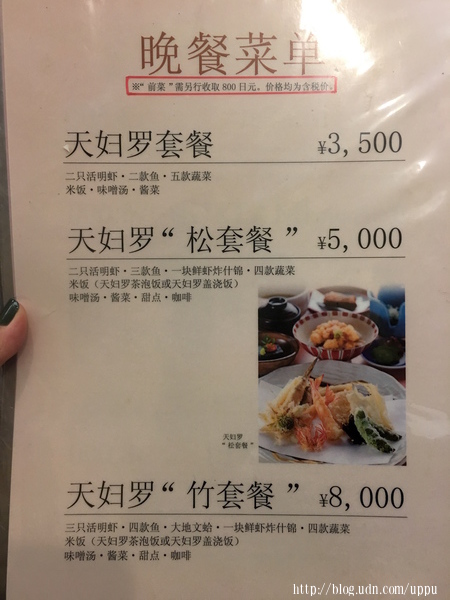 晚餐菜单
※“前菜”需另行收取800日元。价格均为含税价。
天妇罗套餐 ¥3,500
二只活明虾・二款鱼・五款蔬菜
米饭・味噌汤・酱菜
天妇罗“松套餐” ¥5,000
二只活明虾・三款鱼・一块鲜虾炸什锦・四款蔬菜
米饭（天妇罗茶泡饭或天妇罗盖浇饭）
味噌汤・酱菜・甜点・咖啡
天妇罗
“松套餐”
天妇罗“竹套餐” ¥8,000
三只活明虾・四款鱼・大地文蛤・一块鲜虾炸什锦・四款蔬菜
米饭（天妇罗茶泡饭或天妇罗盖浇饭）
味噌汤・酱菜・甜点・咖啡
http://blog.udn.com/uppu